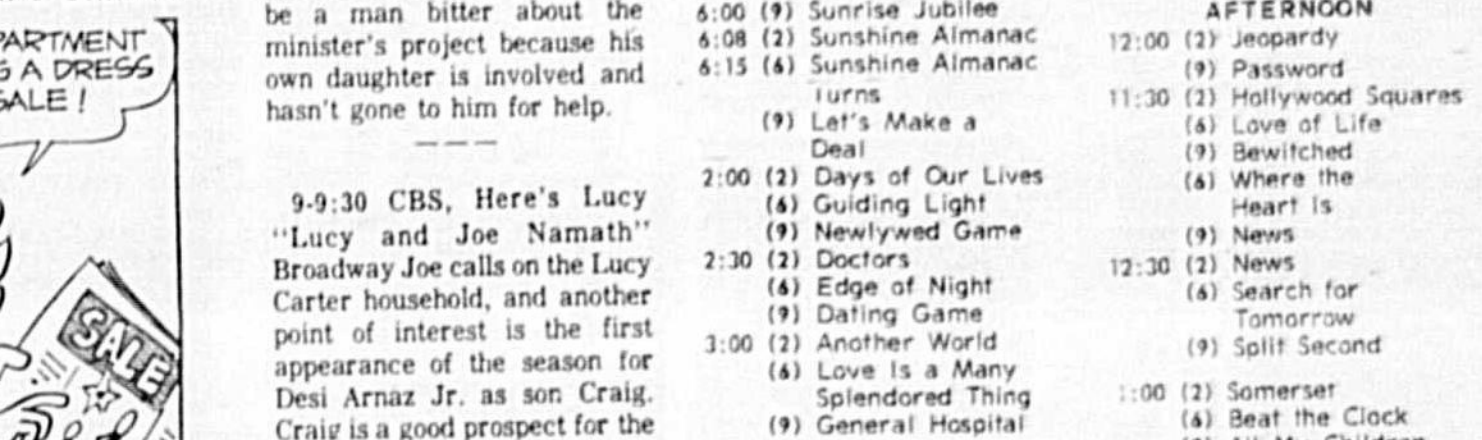 PARTMENT
A DRESS
SALE!
SALE
be a man bitter about the
minister's project because his
own daughter is involved and
hasn't gone to him for help.
9-9:30 CBS, Here's Lucy
"Lucy and Joe Namath"
Broadway Joe calls on the Lucy
Carter household, and another
point of interest is the first
appearance of the season for
Desi Arnaz Jr. as son Craig.
Craig is a good prospect for the
6:00 (9) Sunrise Jubilee
6:08 (2) Sunshine Almanac
6:15 (6) Sunshine Almanac
Turns
(9) Let's Make a
Deal
2:00 (2) Days of Our Lives
(6) Guiding Light
(9) Newlywed Game
2:30 (2) Doctors
(6) Edge of Night
(9) Dating Game
3:00 (2) Another World
(6) Love Is a Many
Splendored Thing
(9) General Hospital
AFTERNOON
12:00 (2) Jeopardy
(9) Password
11:30 (2) Hollywood Squares
(6) Love of Life
(9) Bewitched
(6) Where the
Heart Is
(9) News
12:30 (2) News
(6) Search for
Tomorrow
(9) Split Second
1:00 (2) Somerset
(6) Beat the Clock